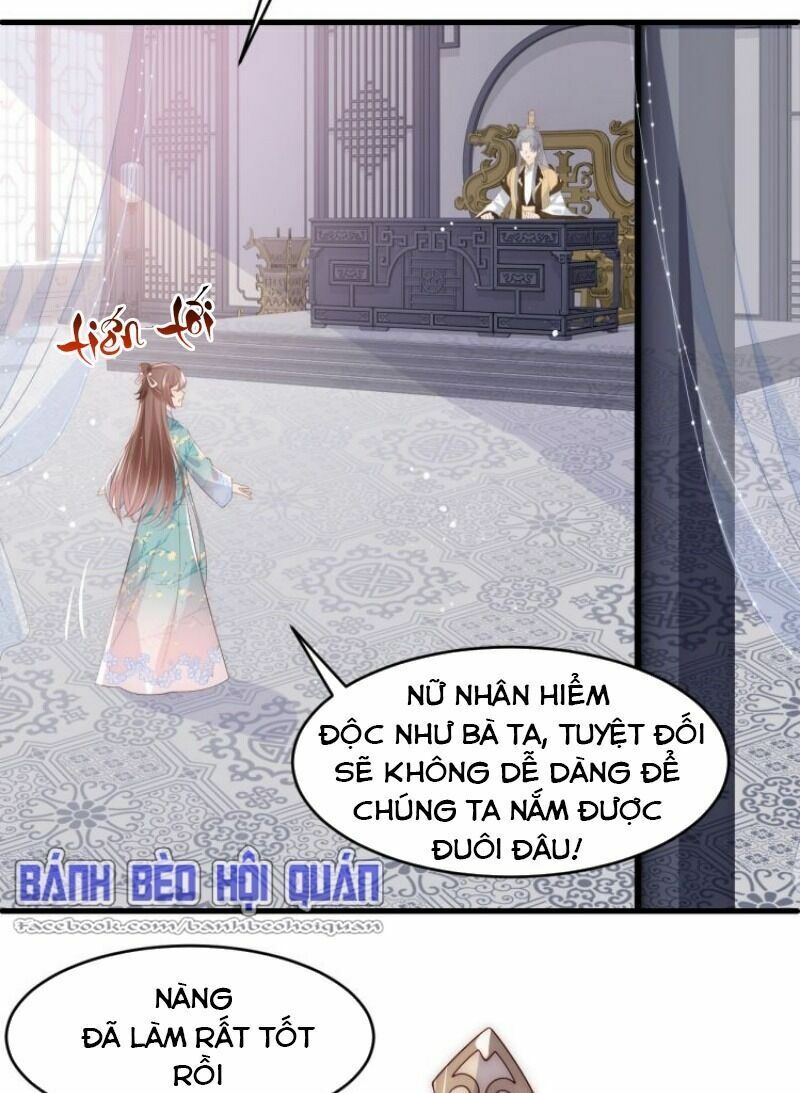 tiến tới
NỮ NHÂN HIỂM
ĐỘC NHƯ BÀ TA, TUYỆT ĐỐI
SẼ KHÔNG DỄ DÀNG ĐỂ
CHÚNG TA NẮM ĐƯỢC
ĐUÔI ĐÂU!
BÁNH BÈO HỘI QUÁN
facebook.com/banhbeohoiquan
NÀNG
ĐÃ LÀM RẤT TỐT
RỒI